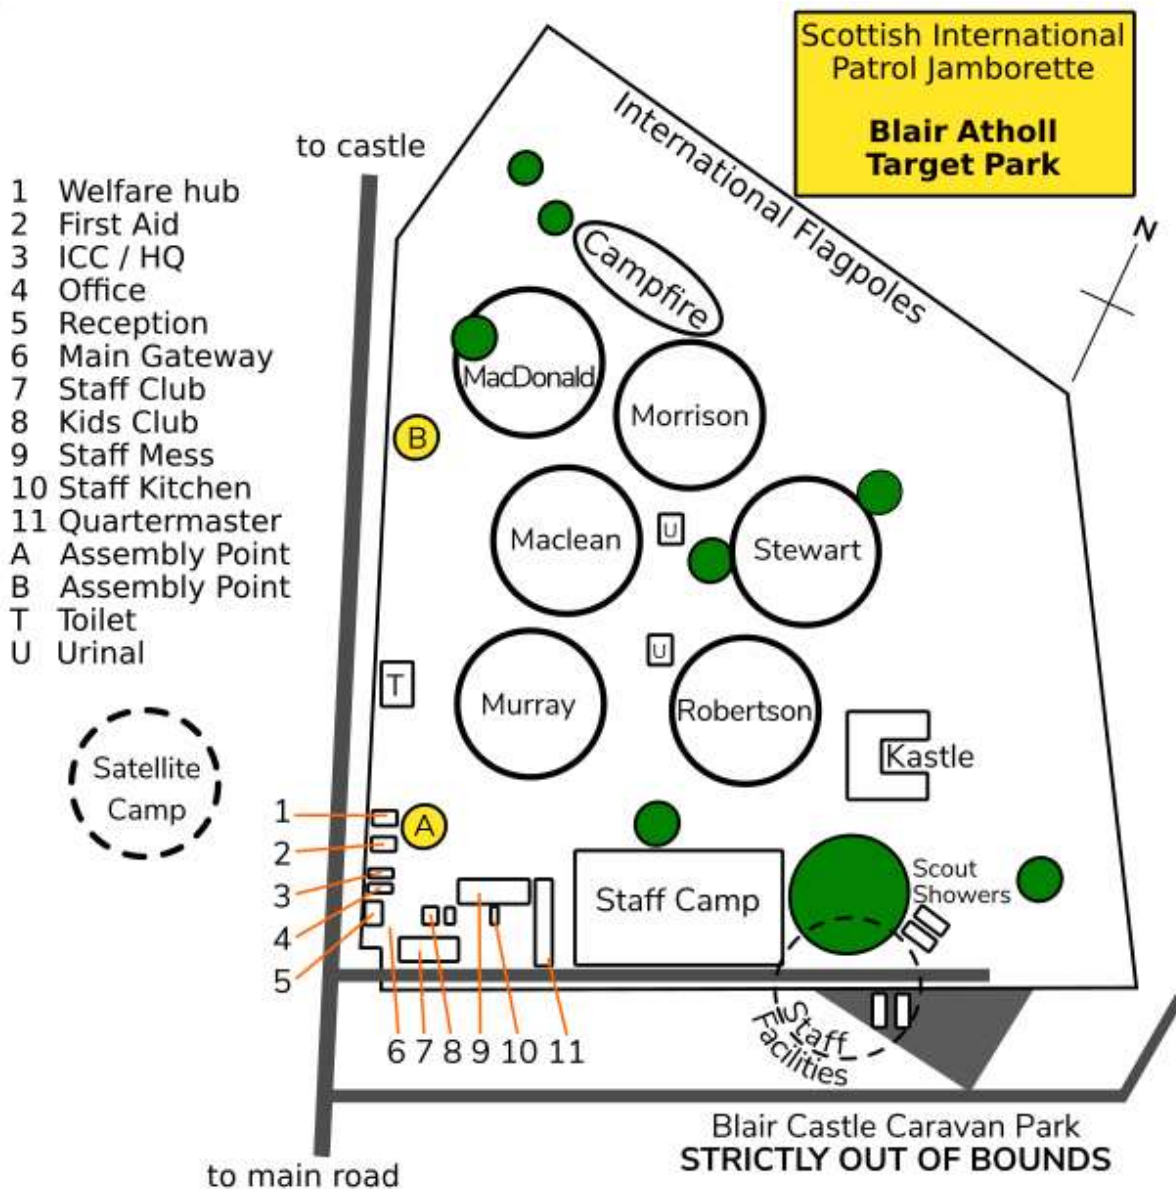 Scottish International
Patrol Jamborette
Blair Atholl
Target Park
to castle
International Flagpoles
N
1 Welfare hub
2 First Aid
3 ICC / HQ
4 Office
5 Reception
6 Main Gateway
7 Staff Club
8 Kids Club
9 Staff Mess
10 Staff Kitchen
11 Quartermaster
A Assembly Point
B Assembly Point
T Toilet
U Urinal
Campfire
MacDonald
Morrison
B
Maclean
U
Stewart
U
T
Murray
Robertson
Kastle
Satellite
Camp
1
A
2
3
4
5
Staff Camp
Scout
Showers
6 7 8 9 10 11
Staff
Facilities
Blair Castle Caravan Park
STRICTLY OUT OF BOUNDS
to main road